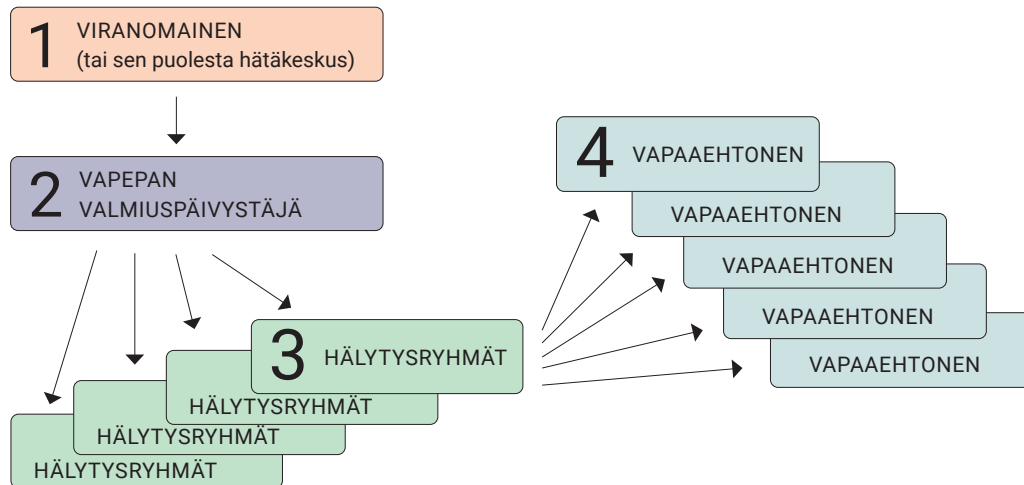 1 VIRANOMAINEN
(tai sen puolesta hätäkeskus)
2 VAPEPAN
VALMIUSPÄIVYSTÄJÄ
3 HÄLYTYSRYHMÄT
HÄLYTYSRYHMÄT
HÄLYTYSRYHMÄT
HÄLYTYSRYHMÄT
4 VAPAAEHTONEN
VAPAAEHTONEN
VAPAAEHTONEN
VAPAAEHTONEN
VAPAAEHTONEN